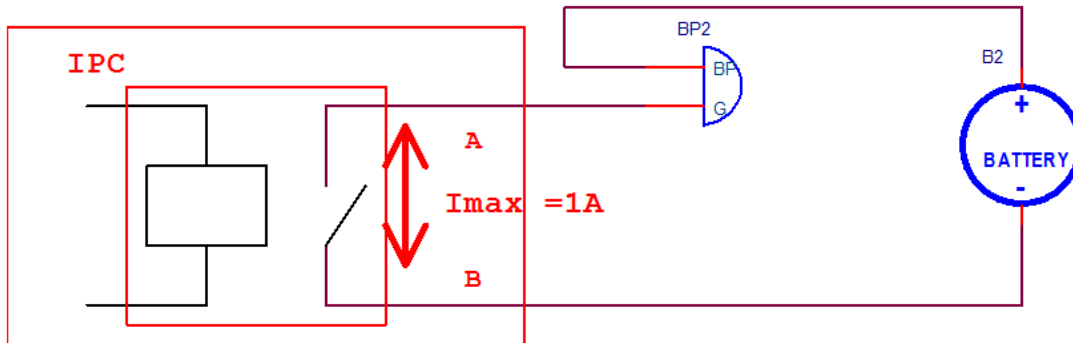 BP2
IPC
B2
BP
G
+
A
BATTERY
Imax =1A
-
B